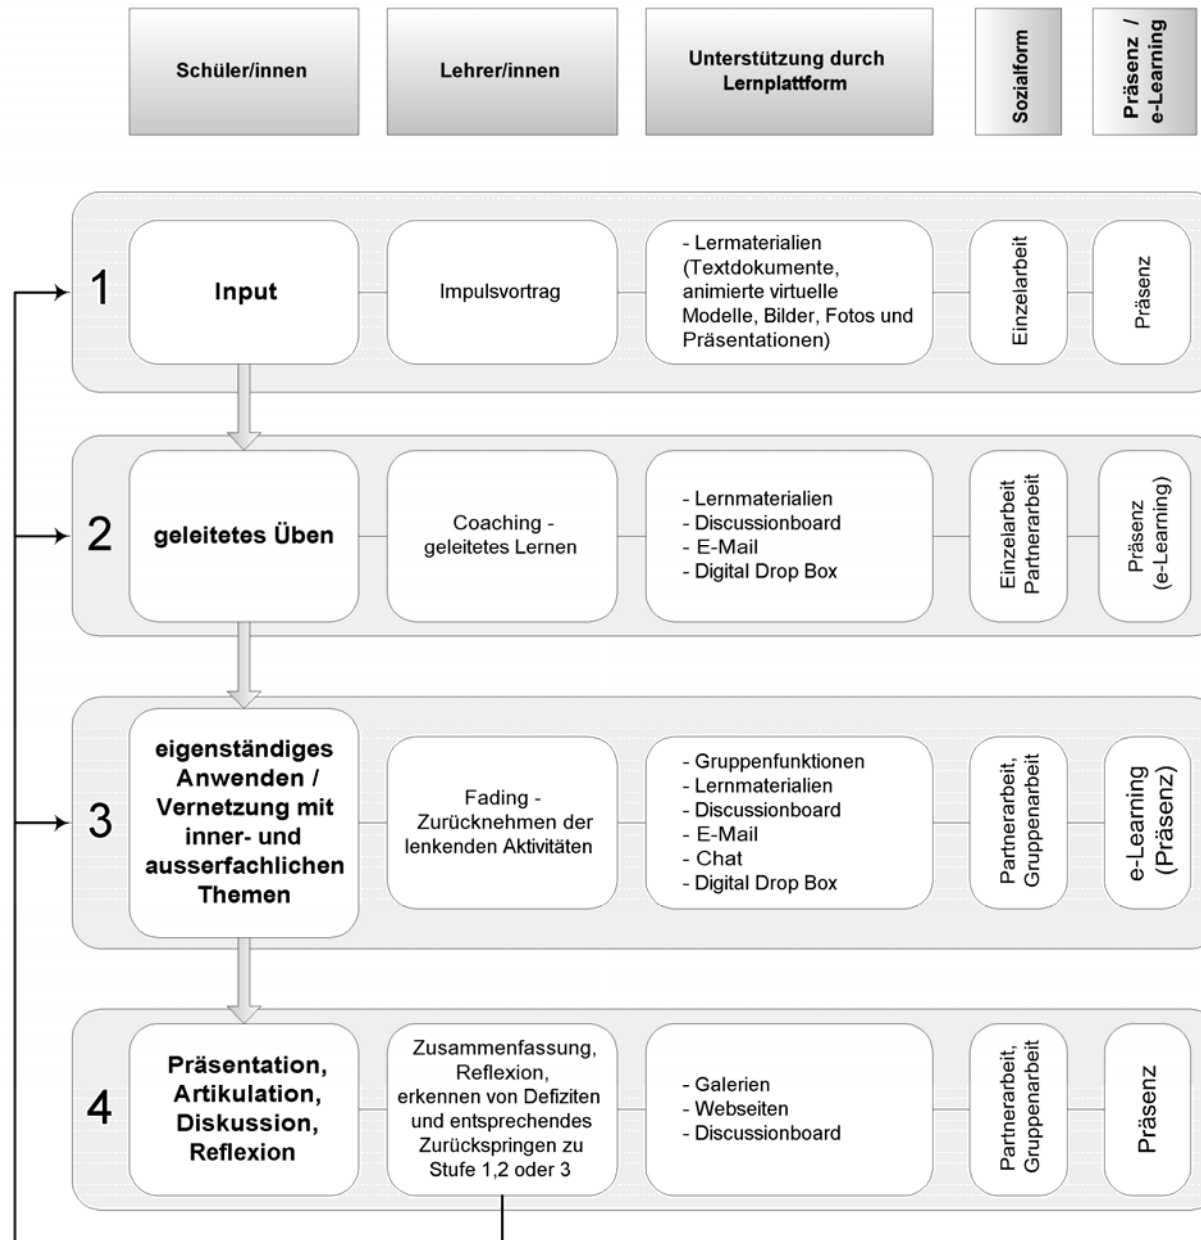 Schüler/innen
Lehrer/innen
Unterstützung durch
Lernplattform
Sozialform
Präsenz /
e-Learning
1
Input
Impulsvortrag
- Lermaterialien
(Textdokumente,
animierte virtuelle
Modelle, Bilder, Fotos und
Präsentationen)
Einzelarbeit
Präsenz
2
geleitetes Üben
Coaching -
geleitetes Lernen
- Lernmaterialien
- Discussionboard
- E-Mail
- Digital Drop Box
Einzelarbeit
Partnerarbeit
Präsenz
(e-Learning)
3
eigenständiges
Anwenden /
Vernetzung mit
inner- und
ausserfachlichen
Themen
Fading -
Zurücknehmen der
lenkenden Aktivitäten
- Gruppenfunktionen
- Lernmaterialien
- Discussionboard
- E-Mail
- Chat
- Digital Drop Box
Partnerarbeit,
Gruppenarbeit
e-Learning
(Präsenz)
4
Präsentation,
Artikulation,
Diskussion,
Reflexion
Zusammenfassung,
Reflexion,
erkennen von Defiziten
und entsprechendes
Zurückspringen zu
Stufe 1,2 oder 3
- Galerien
- Webseiten
- Discussionboard
Partnerarbeit,
Gruppenarbeit
Präsenz